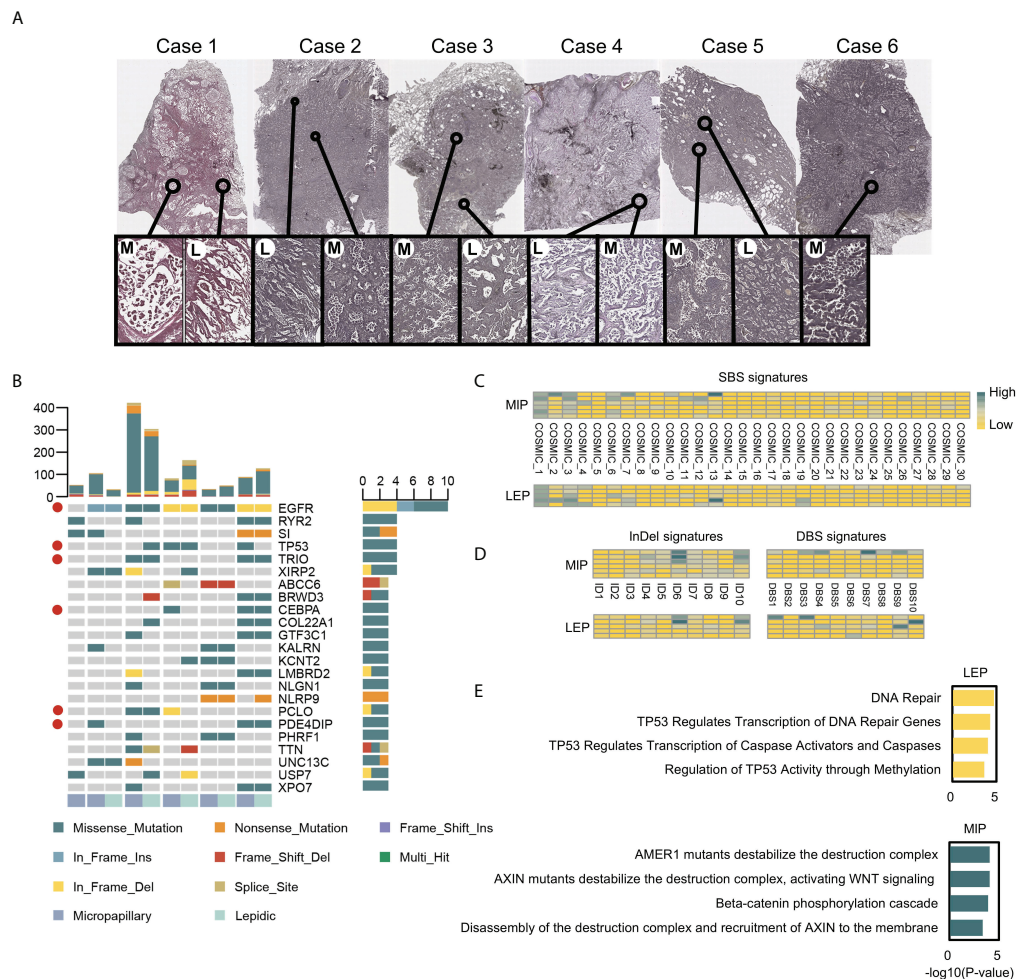 A
Case 1 Case 2 Case 3 Case 4 Case 5 Case 6
M L L M M L L M M L M
B
400
300
200
100
0
0 2 4 6 8 10
EGFR
RYR2
SI
TP53
TRIO
XIRP2
ABCC6
BRWD3
CEBPA
COL22A1
GTF3C1
KALRN
KCNT2
LMBRD2
NLGN1
NLRP9
PCLO
PDE4DIP
PHRF1
TTN
UNC13C
USP7
XPO7
Missense_Mutation Nonsense_Mutation Frame_Shift_Ins
In_Frame_Ins Frame_Shift_Del Multi_Hit
In_Frame_Del Splice_Site
Micropapillary Lepidic
C
SBS signatures
MIP
High
Low
COSMIC_1 COSMIC_2 COSMIC_3 COSMIC_4 COSMIC_5 COSMIC_6 COSMIC_7 COSMIC_8 COSMIC_9 COSMIC_10 COSMIC_11 COSMIC_12 COSMIC_13 COSMIC_14 COSMIC_15 COSMIC_16 COSMIC_17 COSMIC_18 COSMIC_19 COSMIC_20 COSMIC_21 COSMIC_22 COSMIC_23 COSMIC_24 COSMIC_25 COSMIC_26 COSMIC_27 COSMIC_28 COSMIC_29 COSMIC_30
LEP
D
InDel signatures DBS signatures
MIP
ID1 ID2 ID3 ID4 ID5 ID6 ID7 ID8 ID9 ID10 DBS1 DBS2 DBS3 DBS4 DBS5 DBS6 DBS7 DBS8 DBS9 DBS10
LEP
E
LEP
DNA Repair
TP53 Regulates Transcription of DNA Repair Genes
TP53 Regulates Transcription of Caspase Activators and Caspases
Regulation of TP53 Activity through Methylation
0 5
MIP
AMER1 mutants destabilize the destruction complex
AXIN mutants destabilize the destruction complex, activating WNT signaling
Beta-catenin phosphorylation cascade
Disassembly of the destruction complex and recruitment of AXIN to the membrane
0 5
-log10(P-value)